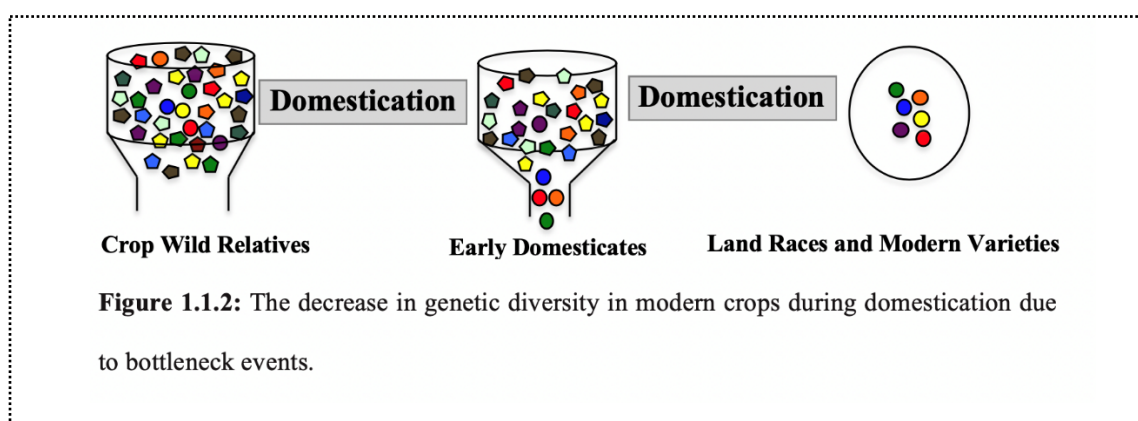 Domestication
Domestication
Crop Wild Relatives
Early Domesticates
Land Races and Modern Varieties
Figure 1.1.2: The decrease in genetic diversity in modern crops during domestication due
to bottleneck events.